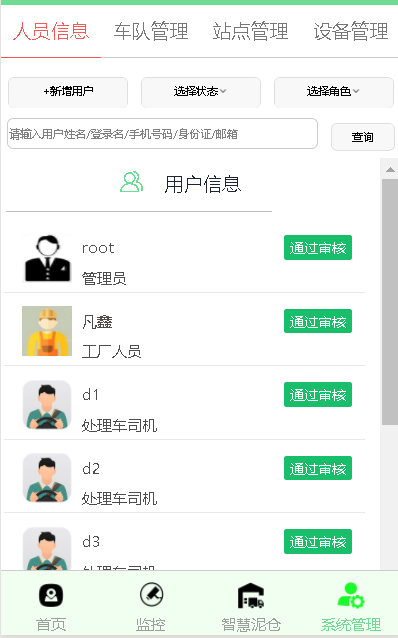 人员信息 车队管理 站点管理 设备管理
+新增用户 选择状态 选择角色
请输入用户姓名/登录名/手机号码/身份证/邮箱 查询
用户信息
root 通过审核
管理员
凡鑫 通过审核
工厂人员
d1 通过审核
处理车司机
d2 通过审核
处理车司机
d3 通过审核
处理车司机
首页 监控 智慧泥仓 系统管理